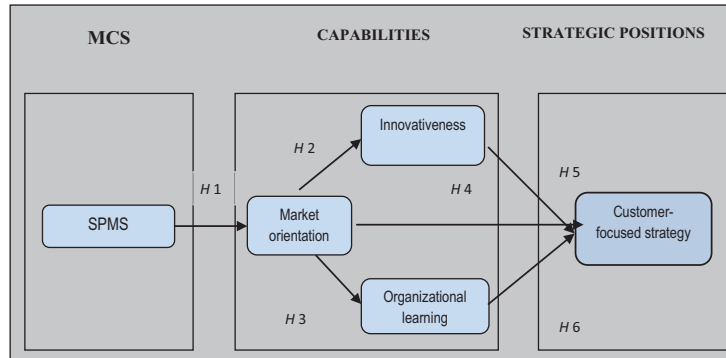 MCS
CAPABILITIES
STRATEGIC POSITIONS
Innovativeness
H 2
H 5
H 1
H 4
SPMS
Market
orientation
Customer-
focused strategy
Organizational
learning
H 3
H 6